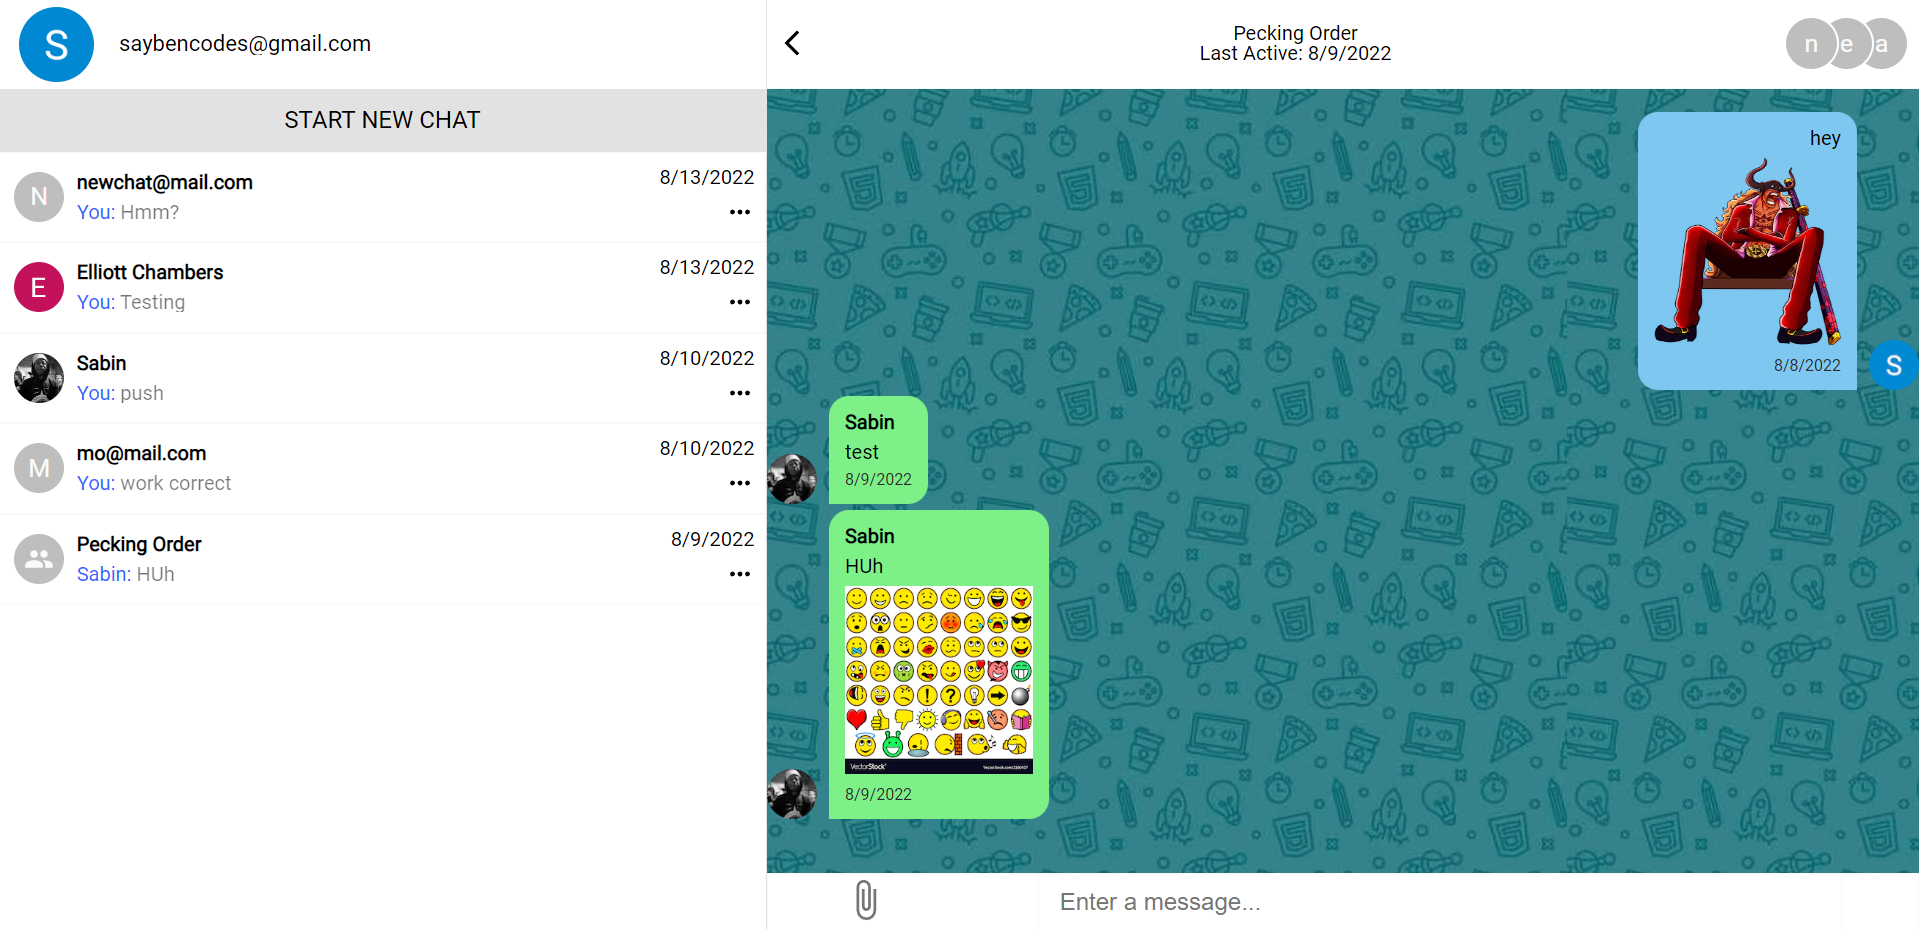 S
saybencodes@gmail.com
START NEW CHAT
N
newchat@mail.com
8/13/2022
You: Hmm?
E
Elliott Chambers
8/13/2022
You: Testing
Sabin
8/10/2022
You: push
M
mo@mail.com
8/10/2022
You: work correct
Pecking Order
8/9/2022
Sabin: HUh
Pecking Order
Last Active: 8/9/2022
n e a
hey
8/8/2022
S
Sabin
test
8/9/2022
Sabin
HUh
VectorStock
8/9/2022
Enter a message...